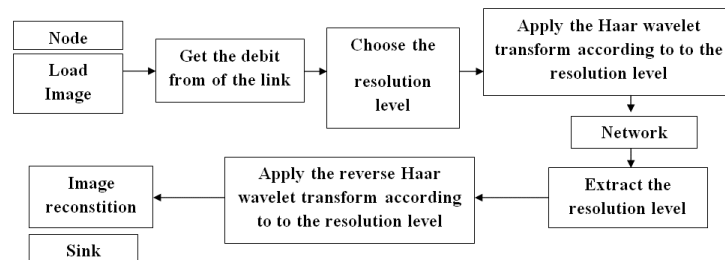 Node
Load
Image
Get the debit
from of the link
Choose the
resolution
level
Apply the Haar wavelet
transform according to to the
resolution level
Network
Extract the
resolution level
Apply the reverse Haar
wavelet transform according
to to the resolution level
Image
reconstition
Sink